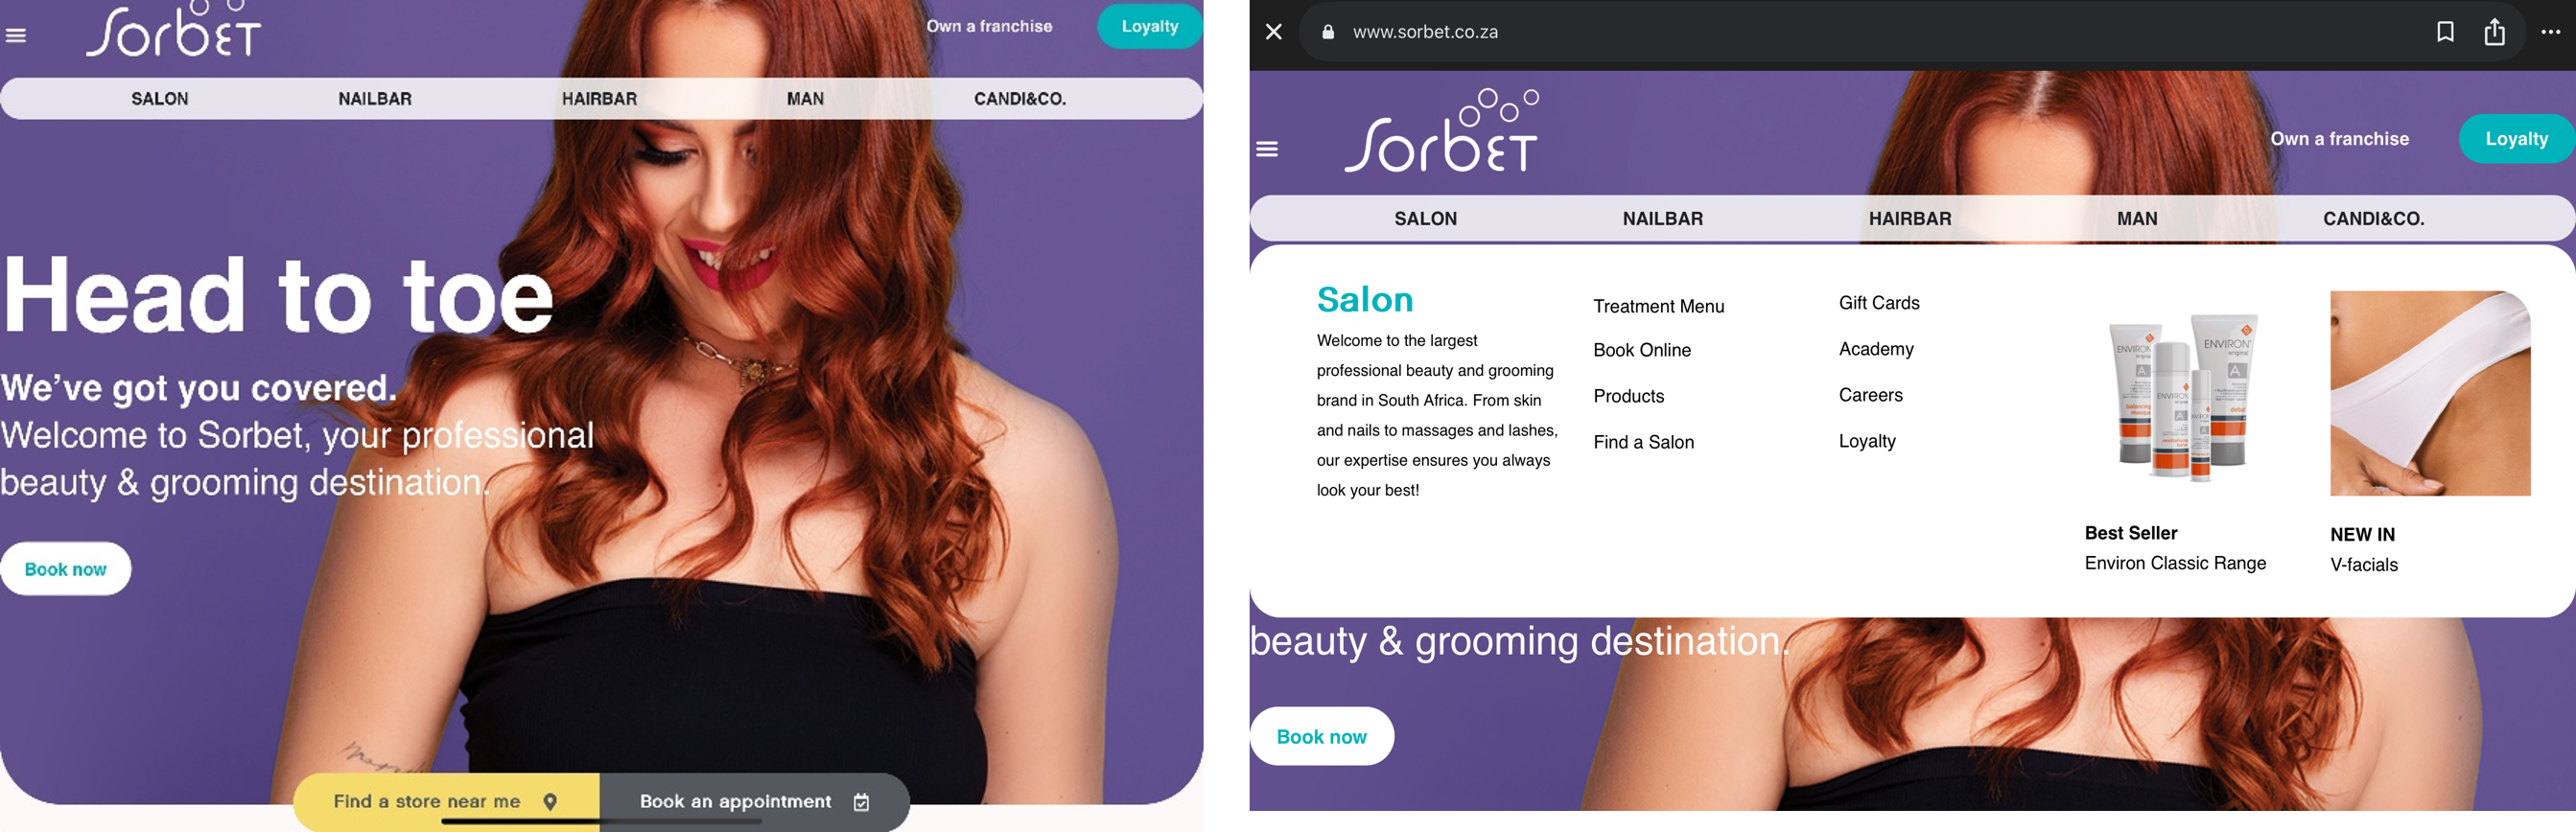 Sorbet
Own a franchise
Loyalty
SALON NAILBAR HAIRBAR MAN CANDI&CO.
Head to toe
We've got you covered.
Welcome to Sorbet, your professional
beauty & grooming destination.
Book now
Find a store near me
Book an appointment
www.sorbet.co.za
Sorbet
Own a franchise
Loyalty
SALON NAILBAR HAIRBAR MAN CANDI&CO.
Salon
Welcome to the largest
professional beauty and grooming
brand in South Africa. From skin
and nails to massages and lashes,
our expertise ensures you always
look your best!
Treatment Menu
Book Online
Products
Find a Salon
Gift Cards
Academy
Careers
Loyalty
ENVIRON
original
A
ENVIRON
original
A
ENVIRON
A
Best Seller
Environ Classic Range
NEW IN
V-facials
beauty & grooming destination.
Book now